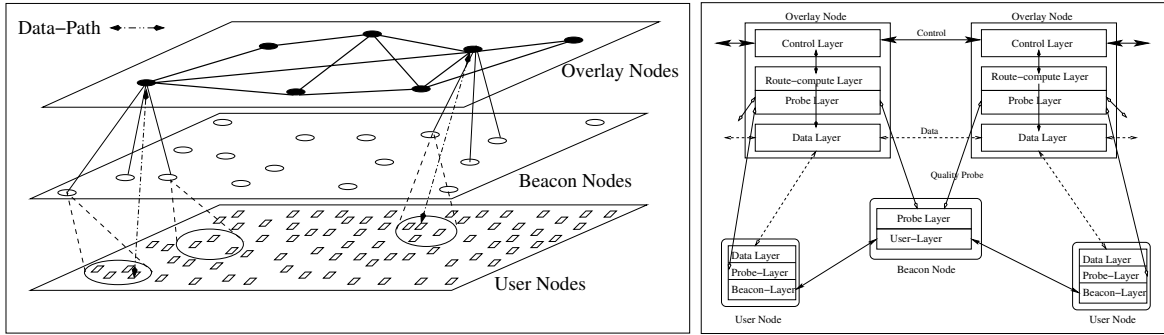 Data-Path
Overlay Nodes
Beacon Nodes
User Nodes
Overlay Node
Overlay Node
Control Layer
Control
Control Layer
Route-compute Layer
Route-compute Layer
Probe Layer
Probe Layer
Data Layer
Data
Data Layer
Quality Probe
Probe Layer
User-Layer
Beacon Node
Data Layer
Probe-Layer
Beacon-Layer
User Node
Data Layer
Probe-Layer
Beacon-Layer
User Node